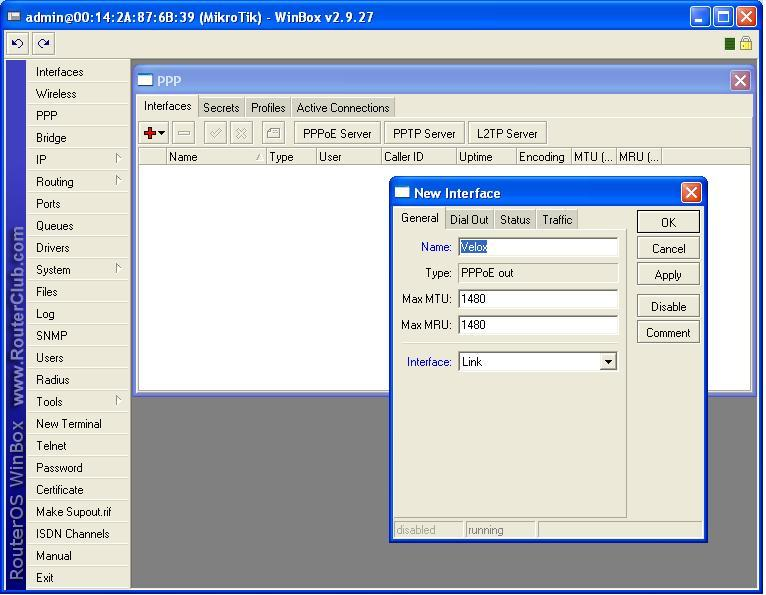 admin@00:14:2A:87:6B:39 (MikroTik) - WinBox v2.9.27
RouterOS WinBox www.RouterClub.com
Interfaces
Wireless
PPP
Bridge
IP
Routing
Ports
Queues
Drivers
System
Files
Log
SNMP
Users
Radius
Tools
New Terminal
Telnet
Password
Certificate
Make Supout.rif
ISDN Channels
Manual
Exit
PPP
Interfaces Secrets Profiles Active Connections
PPPoE Server PPTP Server L2TP Server
Name Type User Caller ID Uptime Encoding MTU (... MRU (...
New Interface
General Dial Out Status Traffic
Name: Velox
Type: PPPoE out
Max MTU: 1480
Max MRU: 1480
Interface: Link
OK
Cancel
Apply
Disable
Comment
disabled running